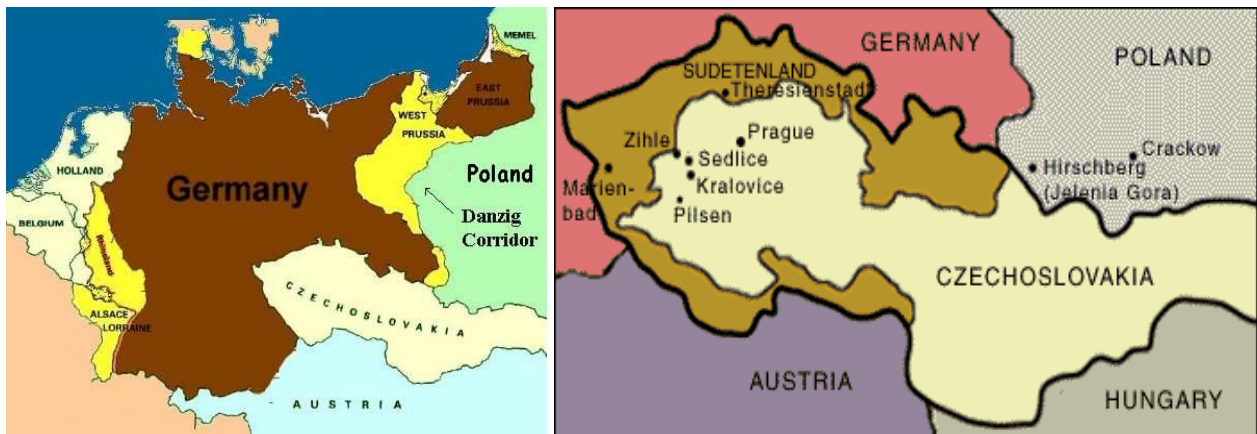 MEMEL
EAST
PRUSSIA
WEST
PRUSSIA
HOLLAND
Germany
Poland
Danzig
Corridor
BELGIUM
Rhineland
ALSACE
LORRAINE
CZECHOSLOVAKIA
AUSTRIA
GERMANY
POLAND
SUDETENLAND
Theresienstadt
Prague
Zihle
Sedlice
Kralovice
Crackow
Hirschberg
(Jelenia Gora)
Marien-
bad
Pilsen
CZECHOSLOVAKIA
AUSTRIA
HUNGARY